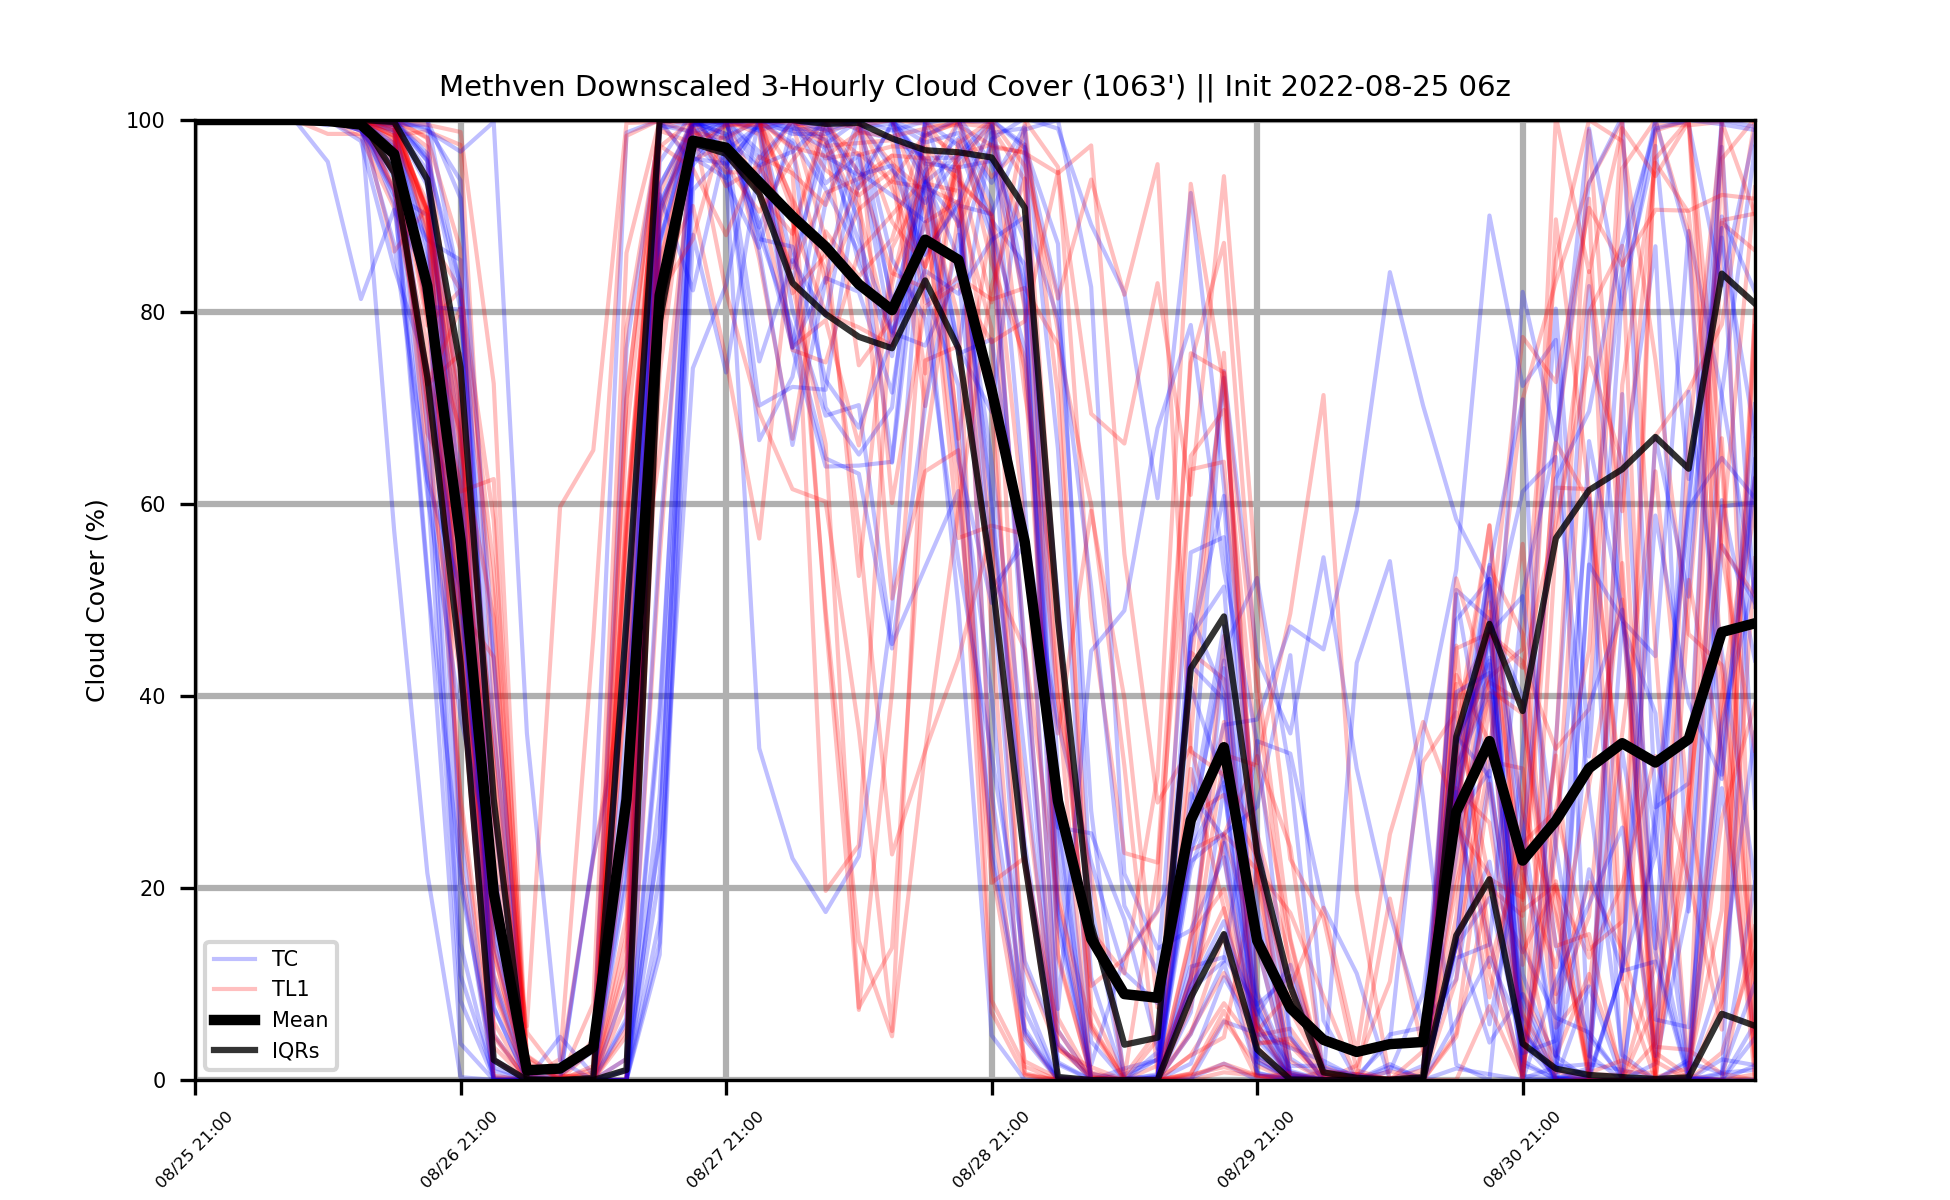 Methven Downscaled 3-Hourly Cloud Cover (1063') || Init 2022-08-25 06z
Cloud Cover (%)
100
80
60
40
20
0
TC
TL1
Mean
IQRs
08/25 21:00
08/26 21:00
08/27 21:00
08/28 21:00
08/29 21:00
08/30 21:00